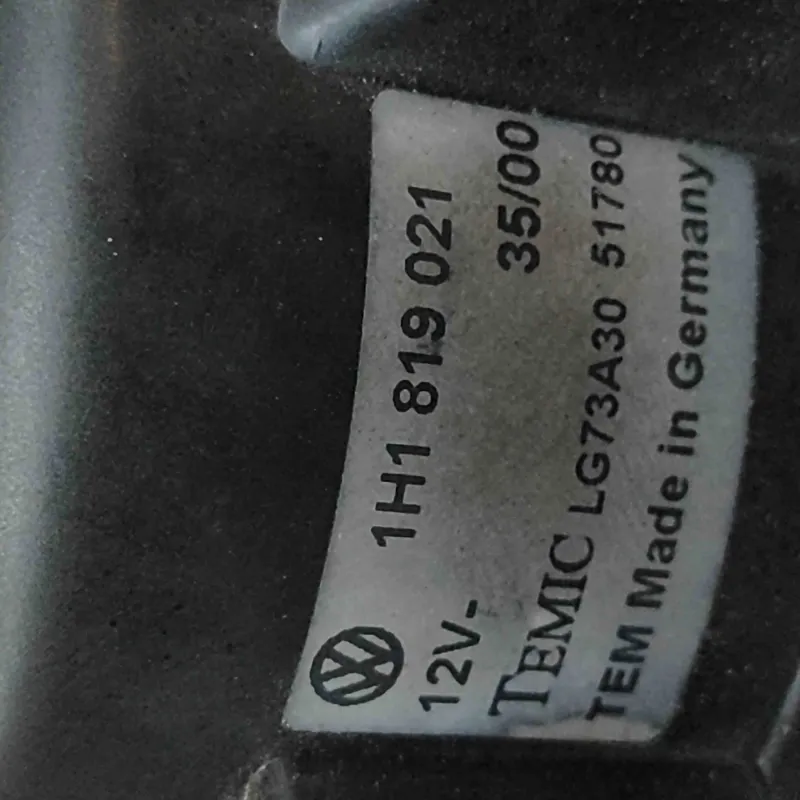 1H1 819 021
12V- 35/00
TEMIC LG73A30 51780
TEM Made in Germany